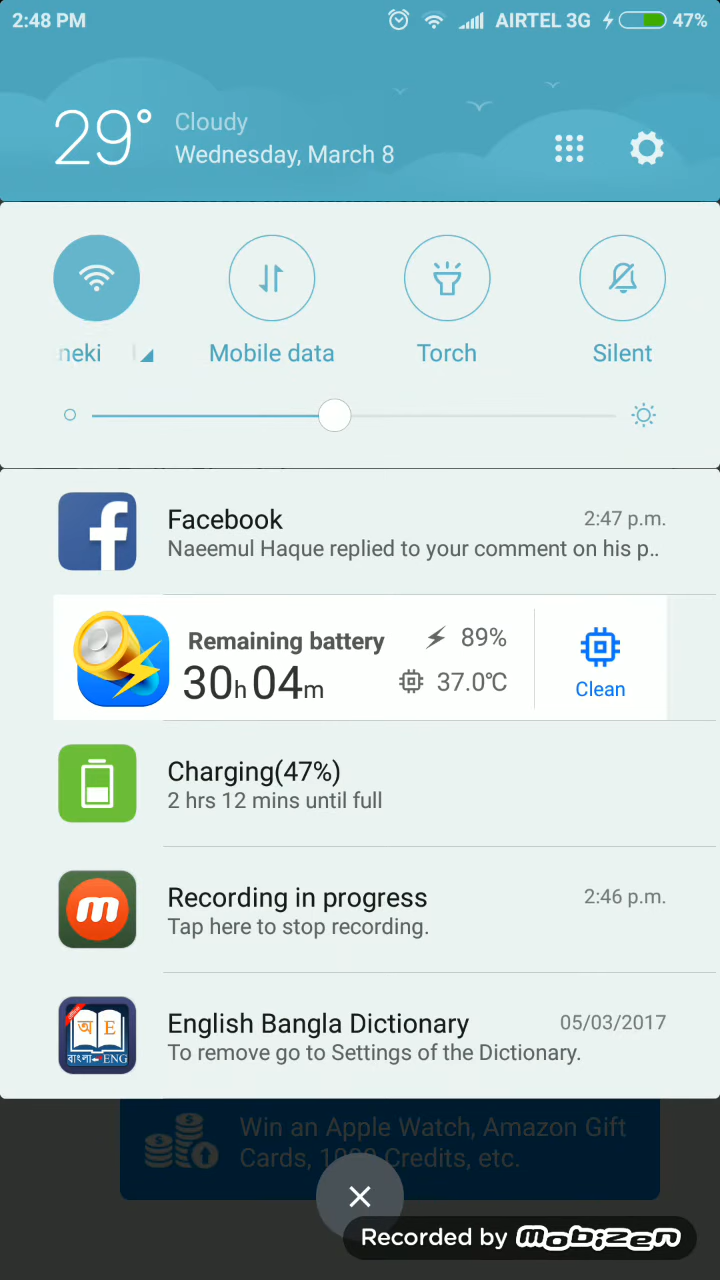 2:48 PM
AIRTEL 3G
47%
29°
Cloudy
Wednesday, March 8
neki
Mobile data
Torch
Silent
Facebook
2:47 p.m.
Naeemul Haque replied to your comment on his p..
Remaining battery
89%
30h04m
37.0℃
Clean
Charging(47%)
2 hrs 12 mins until full
Recording in progress
2:46 p.m.
Tap here to stop recording.
অ E
বাংলা ENG
English Bangla Dictionary
05/03/2017
To remove go to Settings of the Dictionary.
Win an Apple Watch, Amazon Gift
Cards, 1000 Credits, etc.
Recorded by mobizen